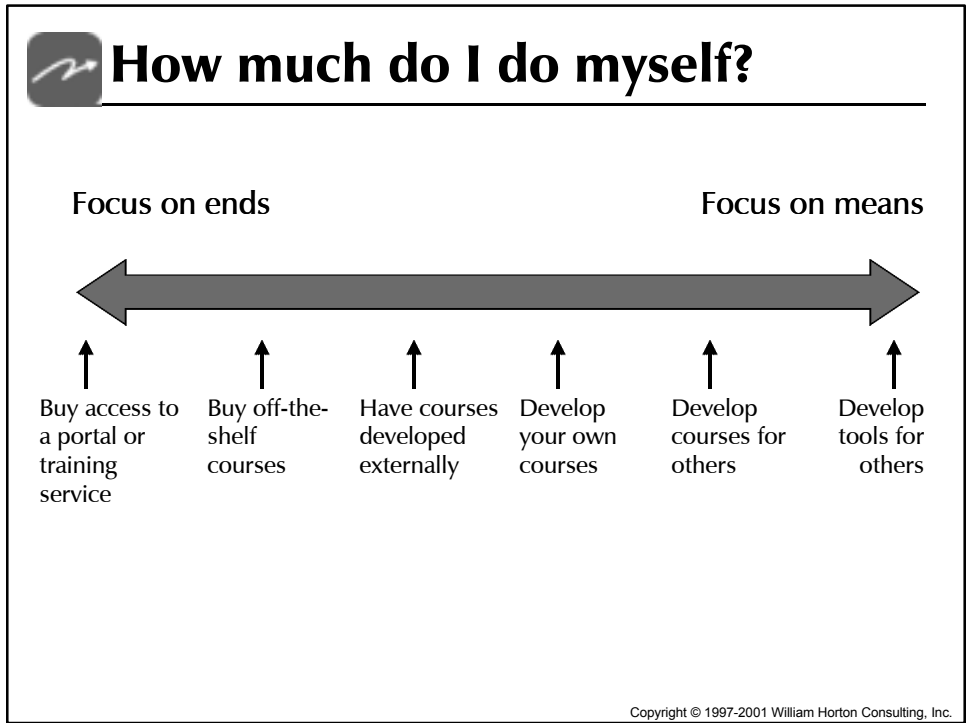 How much do I do myself?
Focus on ends
Focus on means
Buy access to
a portal or
training
service
Buy off-the-
shelf
courses
Have courses
developed
externally
Develop
your own
courses
Develop
courses for
others
Develop
tools for
others
Copyright © 1997-2001 William Horton Consulting, Inc.